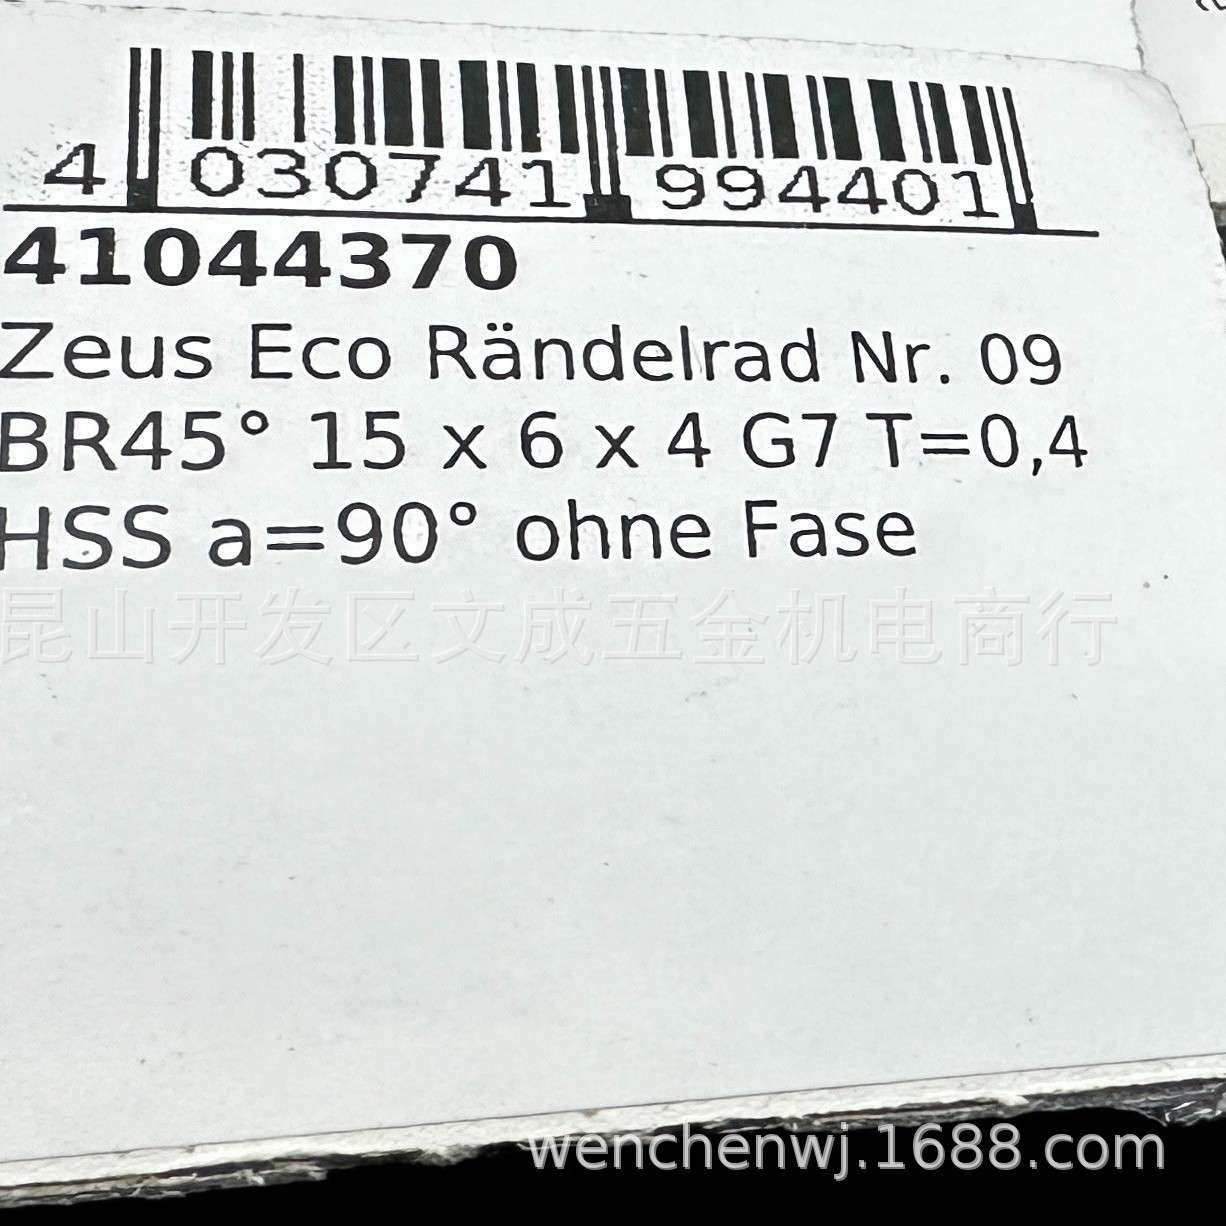 4 030741 994401
41044370
Zeus Eco Rändelrad Nr. 09
BR45° 15 x 6 x 4 G7 T=0,4
HSS a=90° ohne Fase
昆山开发区文成五金机电商行
wenchenwj.1688.com